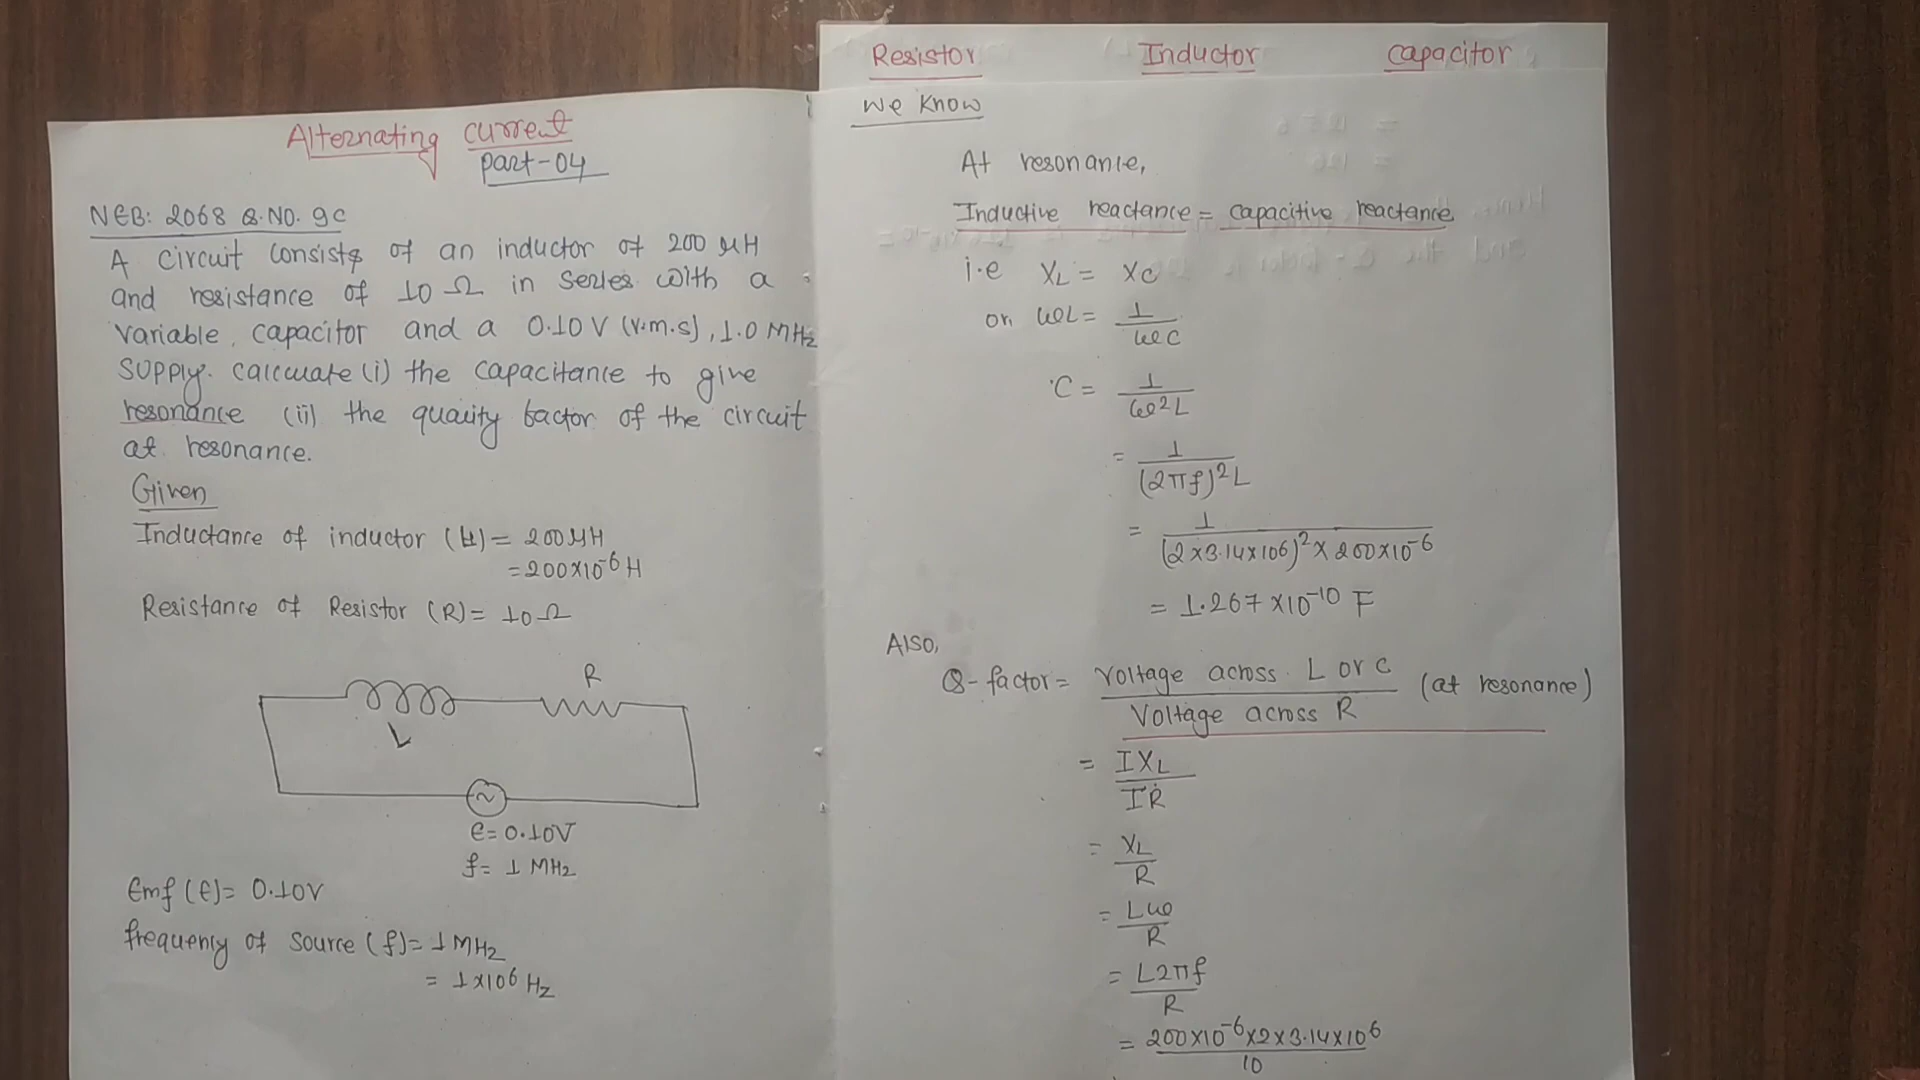 Alternating current
part-04
NEB: 2068 Q.NO. 9c
A circuit consists of an inductor of 200 μH
and resistance of 10 Ω in series with a
variable capacitor and a 0.10V (r.m.s), 1.0 MHz
supply. calculate (i) the capacitance to give
resonance (ii) the quality factor of the circuit
at resonance.
Given
Inductance of inductor (L) = 200 μH
= 200×10⁻⁶ H
Resistance of Resistor (R) = 10 Ω
R
L
E = 0.10V
f = 1 MHz
Emf (E) = 0.10V
frequency of source (f) = 1 MHz
= 1×10⁶ Hz
Resistor Inductor capacitor
We know
At resonance,
Inductive reactance = capacitive reactance
i.e XL = XC
or, ωL = 1/ωC
C = 1/ω²L
= 1/(2πf)²L
= 1/(2×3.14×10⁶)²×200×10⁻⁶
= 1.267×10⁻¹⁰ F
Also,
Q-factor = Voltage across L or C / Voltage across R (at resonance)
= IXL/IR
= XL/R
= Lω/R
= L2πf/R
= 200×10⁻⁶×2×3.14×10⁶/10